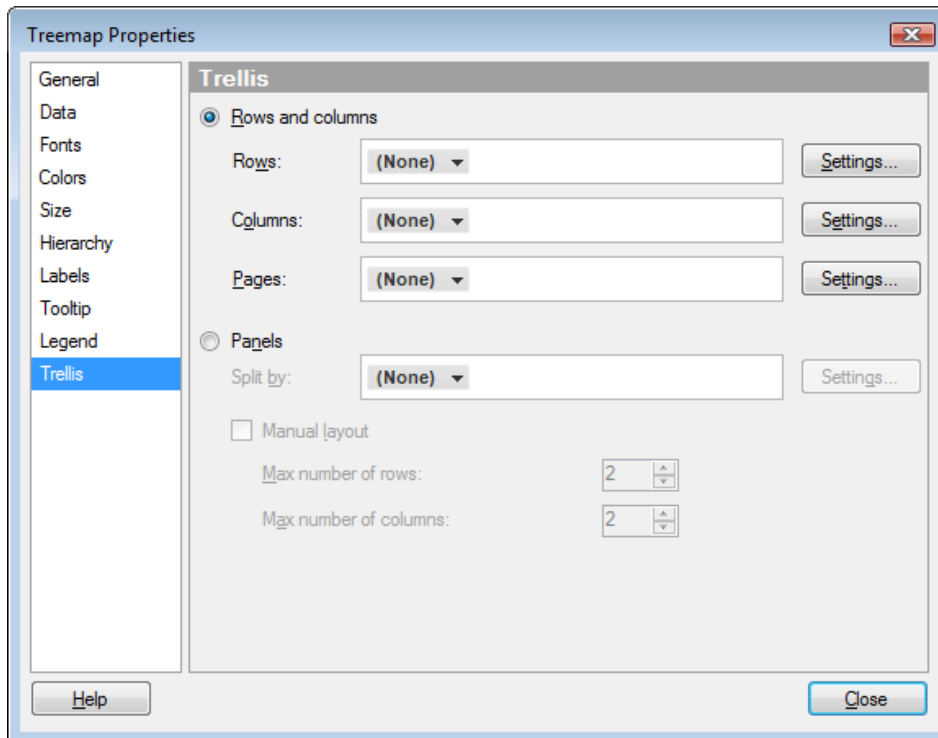 Treemap Properties
General
Data
Fonts
Colors
Size
Hierarchy
Labels
Tooltip
Legend
Trellis
Trellis
Rows and columns
Rows: (None) Settings...
Columns: (None) Settings...
Pages: (None) Settings...
Panels
Split by: (None) Settings...
Manual layout
Max number of rows: 2
Max number of columns: 2
Help Close